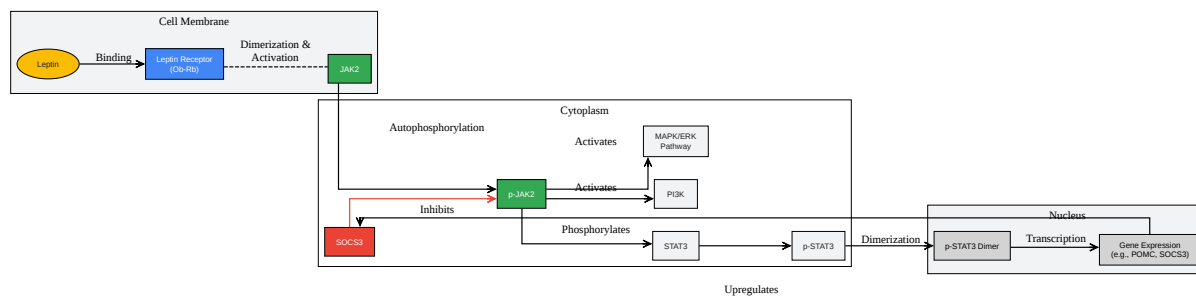 Cell Membrane
Leptin
Binding
Leptin Receptor
(Ob-Rb)
Dimerization &
Activation
JAK2
Cytoplasm
Autophosphorylation
Activates
MAPK/ERK
Pathway
p-JAK2
Activates
PI3K
Inhibits
SOCS3
Phosphorylates
STAT3
p-STAT3
Dimerization
Nucleus
p-STAT3 Dimer
Transcription
Gene Expression
(e.g., POMC, SOCS3)
Upregulates